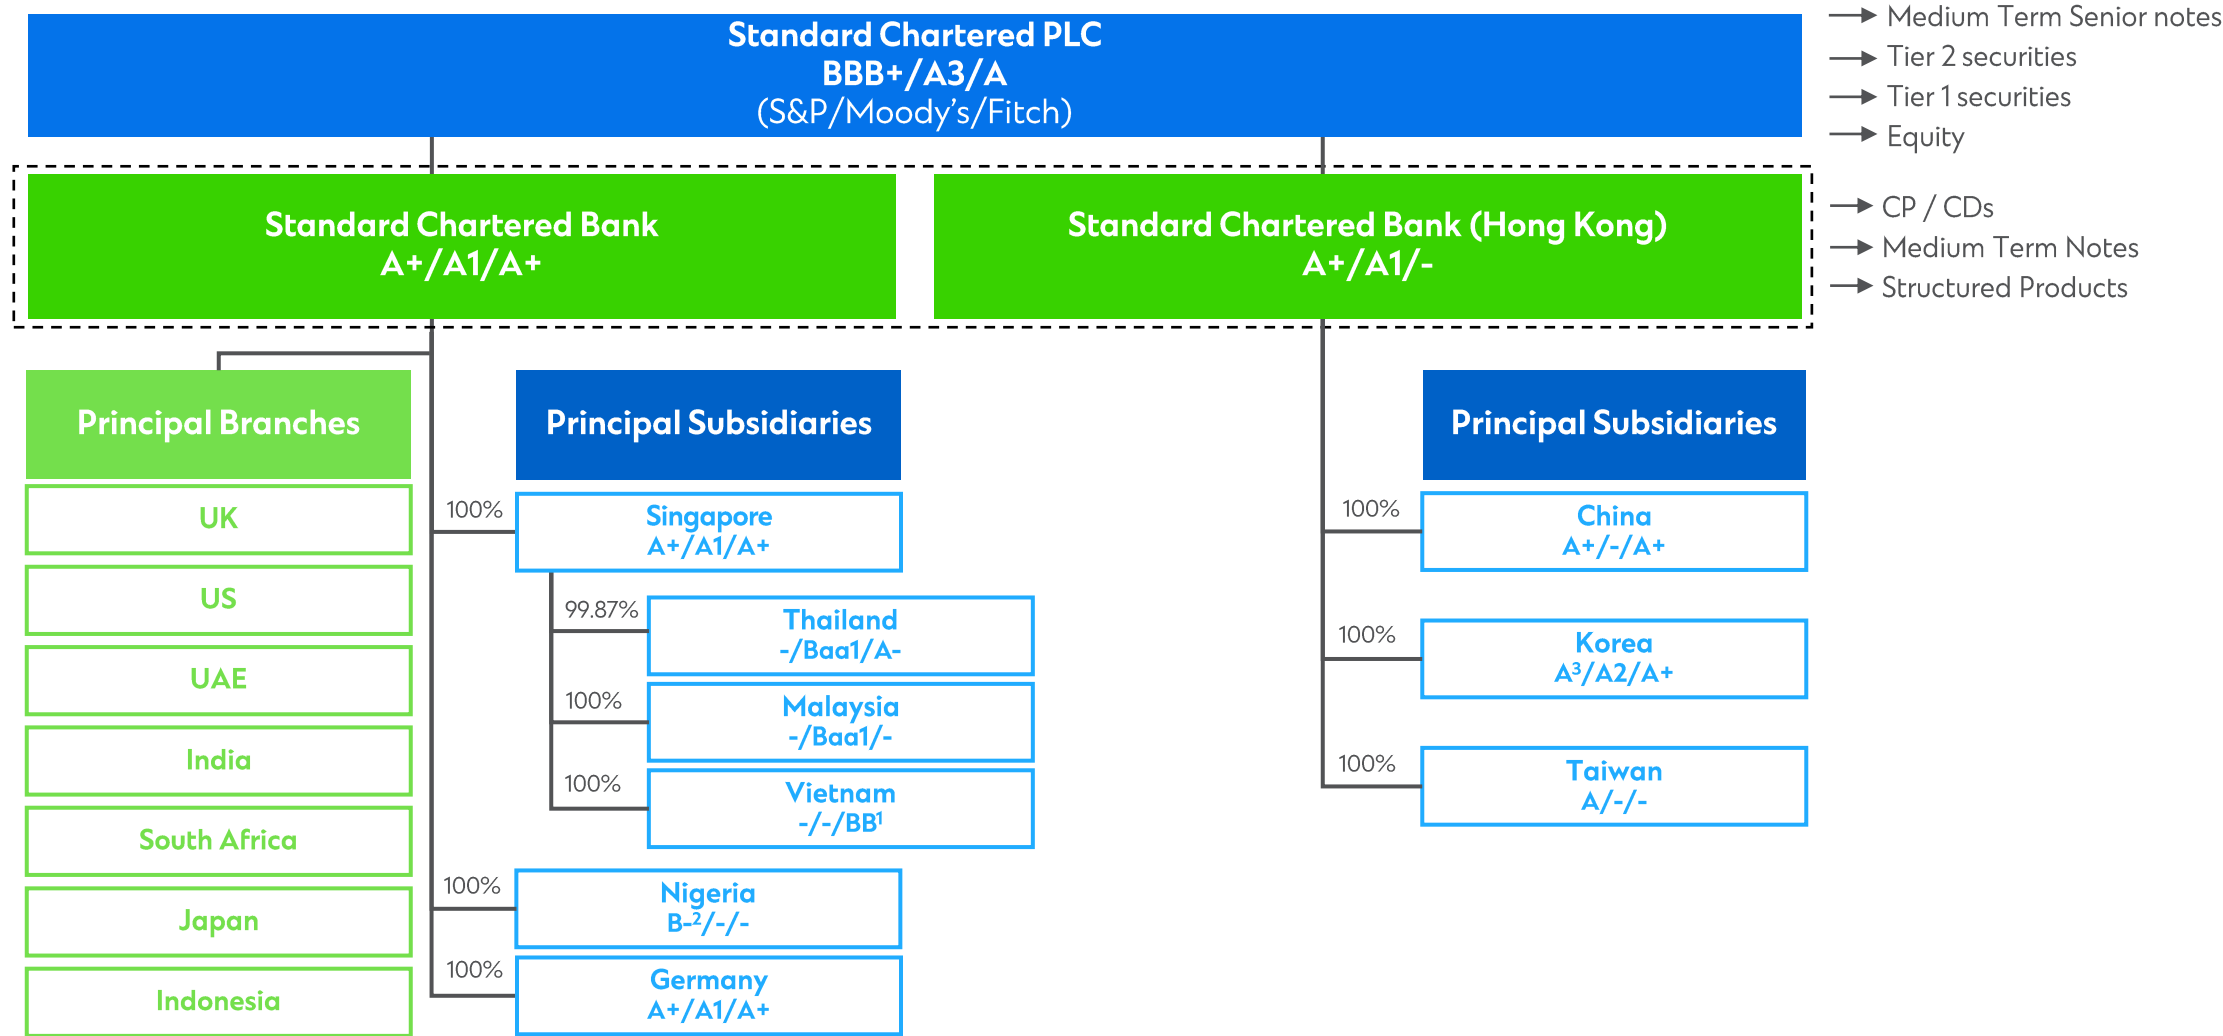 Standard Chartered PLC
BBB+/A3/A
(S&P/Moody's/Fitch)
Medium Term Senior notes
Tier 2 securities
Tier 1 securities
Equity
Standard Chartered Bank
A+/A1/A+
Standard Chartered Bank (Hong Kong)
A+/A1/-
CP / CDs
Medium Term Notes
Structured Products
Principal Branches
UK
US
UAE
India
South Africa
Japan
Indonesia
Principal Subsidiaries
100%
Singapore
A+/A1/A+
99.87%
Thailand
-/Baa1/A-
100%
Malaysia
-/Baa1/-
100%
Vietnam
-/-/BB¹
100%
Nigeria
B-²/-/-
100%
Germany
A+/A1/A+
Principal Subsidiaries
100%
China
A+/-/A+
100%
Korea
A³/A2/A+
100%
Taiwan
A/-/-